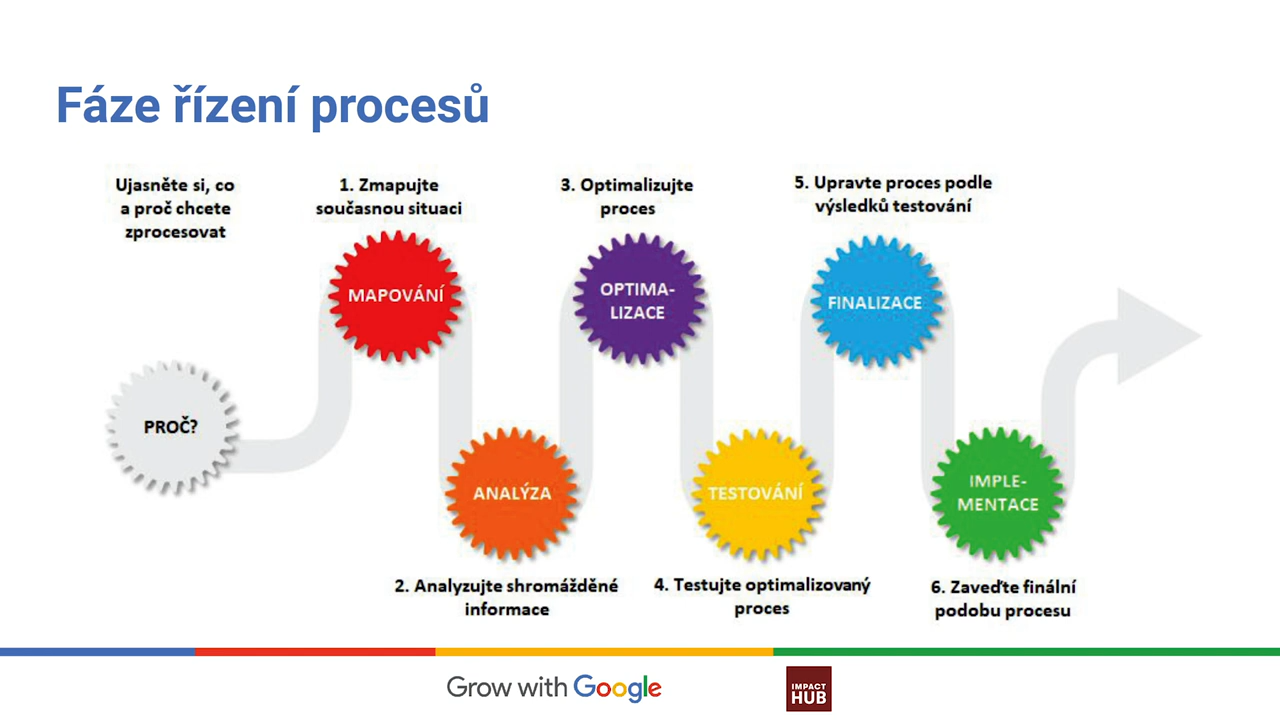 Fáze řízení procesů
Ujasněte si, co
a proč chcete
zprocesovat
PROČ?
1. Zmapujte
současnou situaci
MAPOVÁNÍ
ANALÝZA
2. Analyzujte shromážděné
informace
3. Optimalizujte
proces
OPTIMA-
LIZACE
TESTOVÁNÍ
4. Testujte optimalizovaný
proces
5. Upravte proces podle
výsledků testování
FINALIZACE
IMPLE-
MENTACE
6. Zaveďte finální
podobu procesu
Grow with Google
IMPACT
HUB